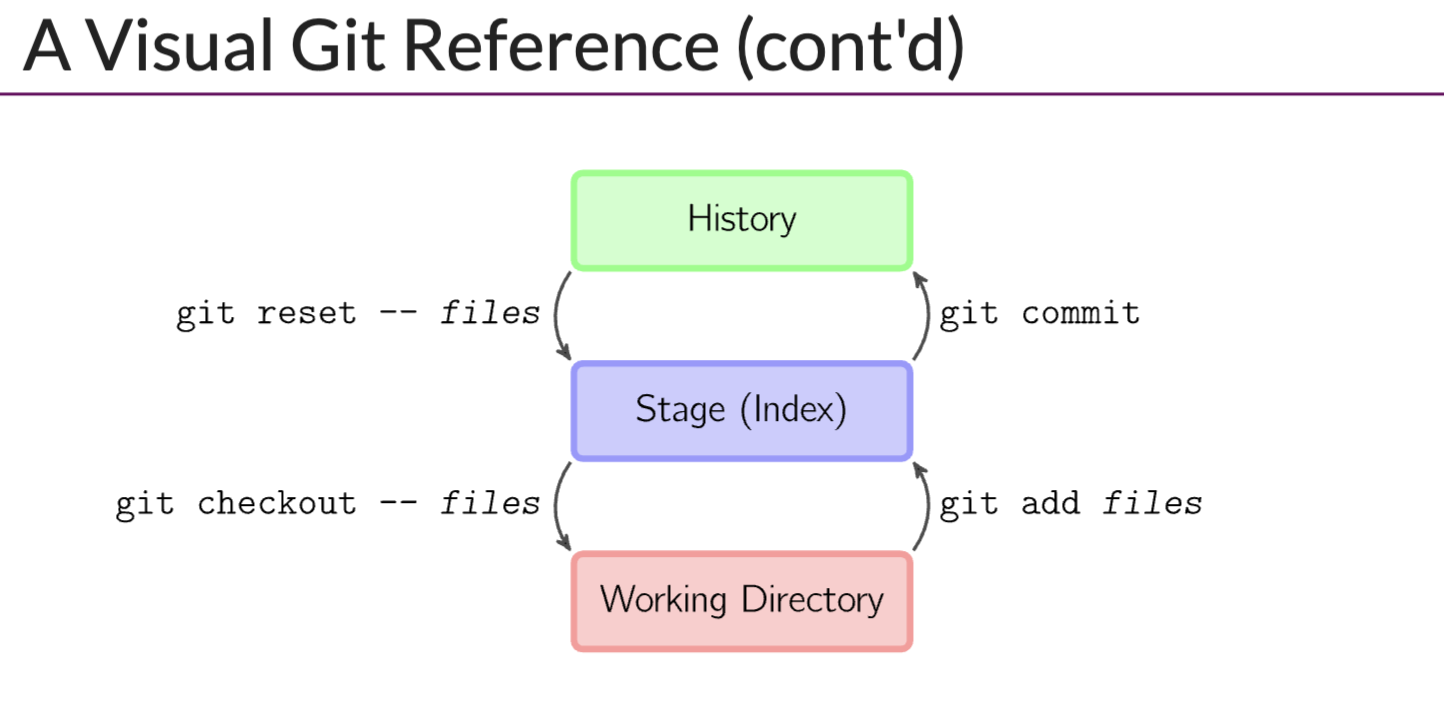 A Visual Git Reference (cont'd)
History
git reset -- files
git commit
Stage (Index)
git checkout -- files
git add files
Working Directory